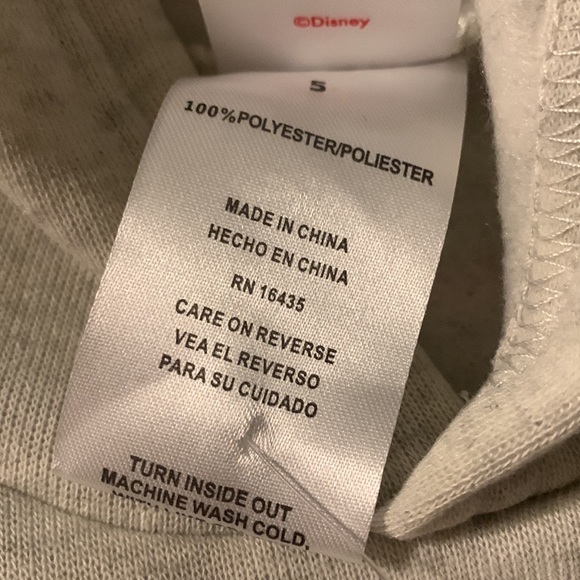 ©Disney
5
100%POLYESTER/POLIESTER
MADE IN CHINA
HECHO EN CHINA
RN 16435
CARE ON REVERSE
VEA EL REVERSO
PARA SU CUIDADO
TURN INSIDE OUT
MACHINE WASH COLD,